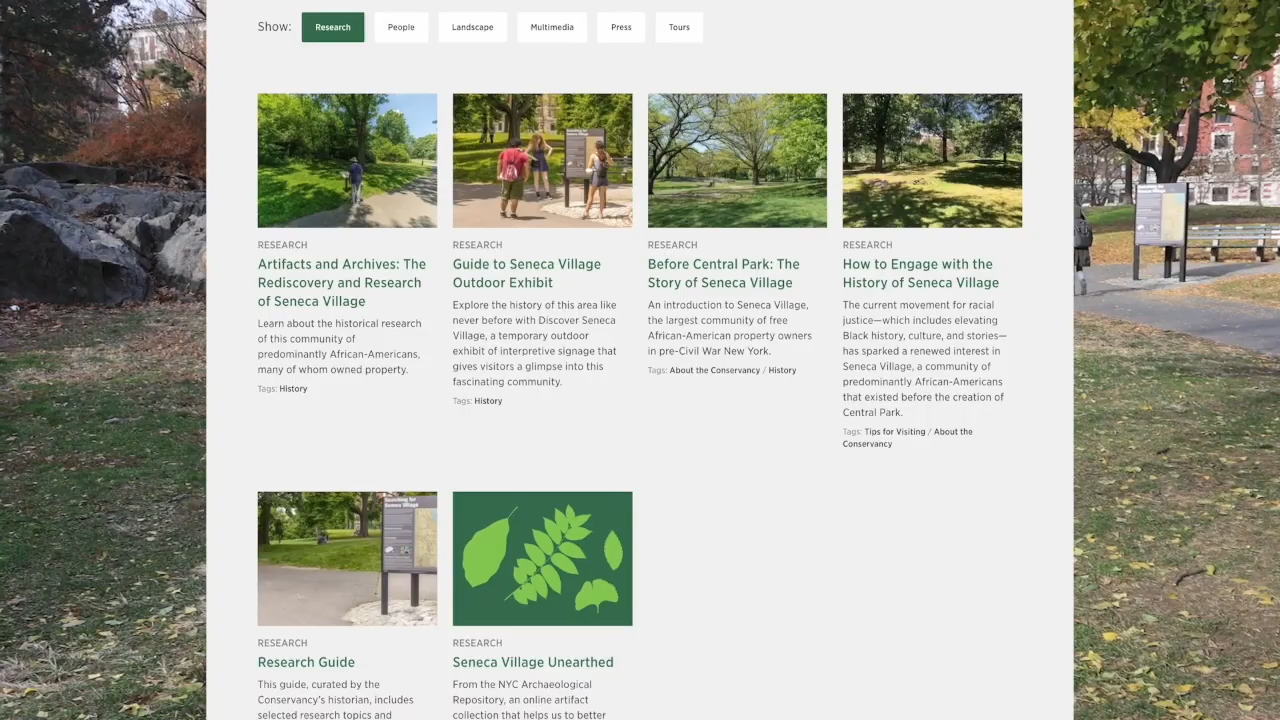 Show:
Research
People
Landscape
Multimedia
Press
Tours
RESEARCH
Artifacts and Archives: The
Rediscovery and Research
of Seneca Village
Learn about the historical research
of this community of
predominantly African-Americans,
many of whom owned property.
Tags: History
Searching for
Seneca Village
RESEARCH
Guide to Seneca Village
Outdoor Exhibit
Explore the history of this area like
never before with Discover Seneca
Village, a temporary outdoor
exhibit of interpretive signage that
gives visitors a glimpse into this
fascinating community.
Tags: History
RESEARCH
Before Central Park: The
Story of Seneca Village
An introduction to Seneca Village,
the largest community of free
African-American property owners
in pre-Civil War New York.
Tags: About the Conservancy / History
RESEARCH
How to Engage with the
History of Seneca Village
The current movement for racial
justice—which includes elevating
Black history, culture, and stories—
has sparked a renewed interest in
Seneca Village, a community of
predominantly African-Americans
that existed before the creation of
Central Park.
Tags: Tips for Visiting / About the
Conservancy
Searching for
Seneca Village
RESEARCH
Research Guide
This guide, curated by the
Conservancy's historian, includes
selected research topics and
RESEARCH
Seneca Village Unearthed
From the NYC Archaeological
Repository, an online artifact
collection that helps us to better